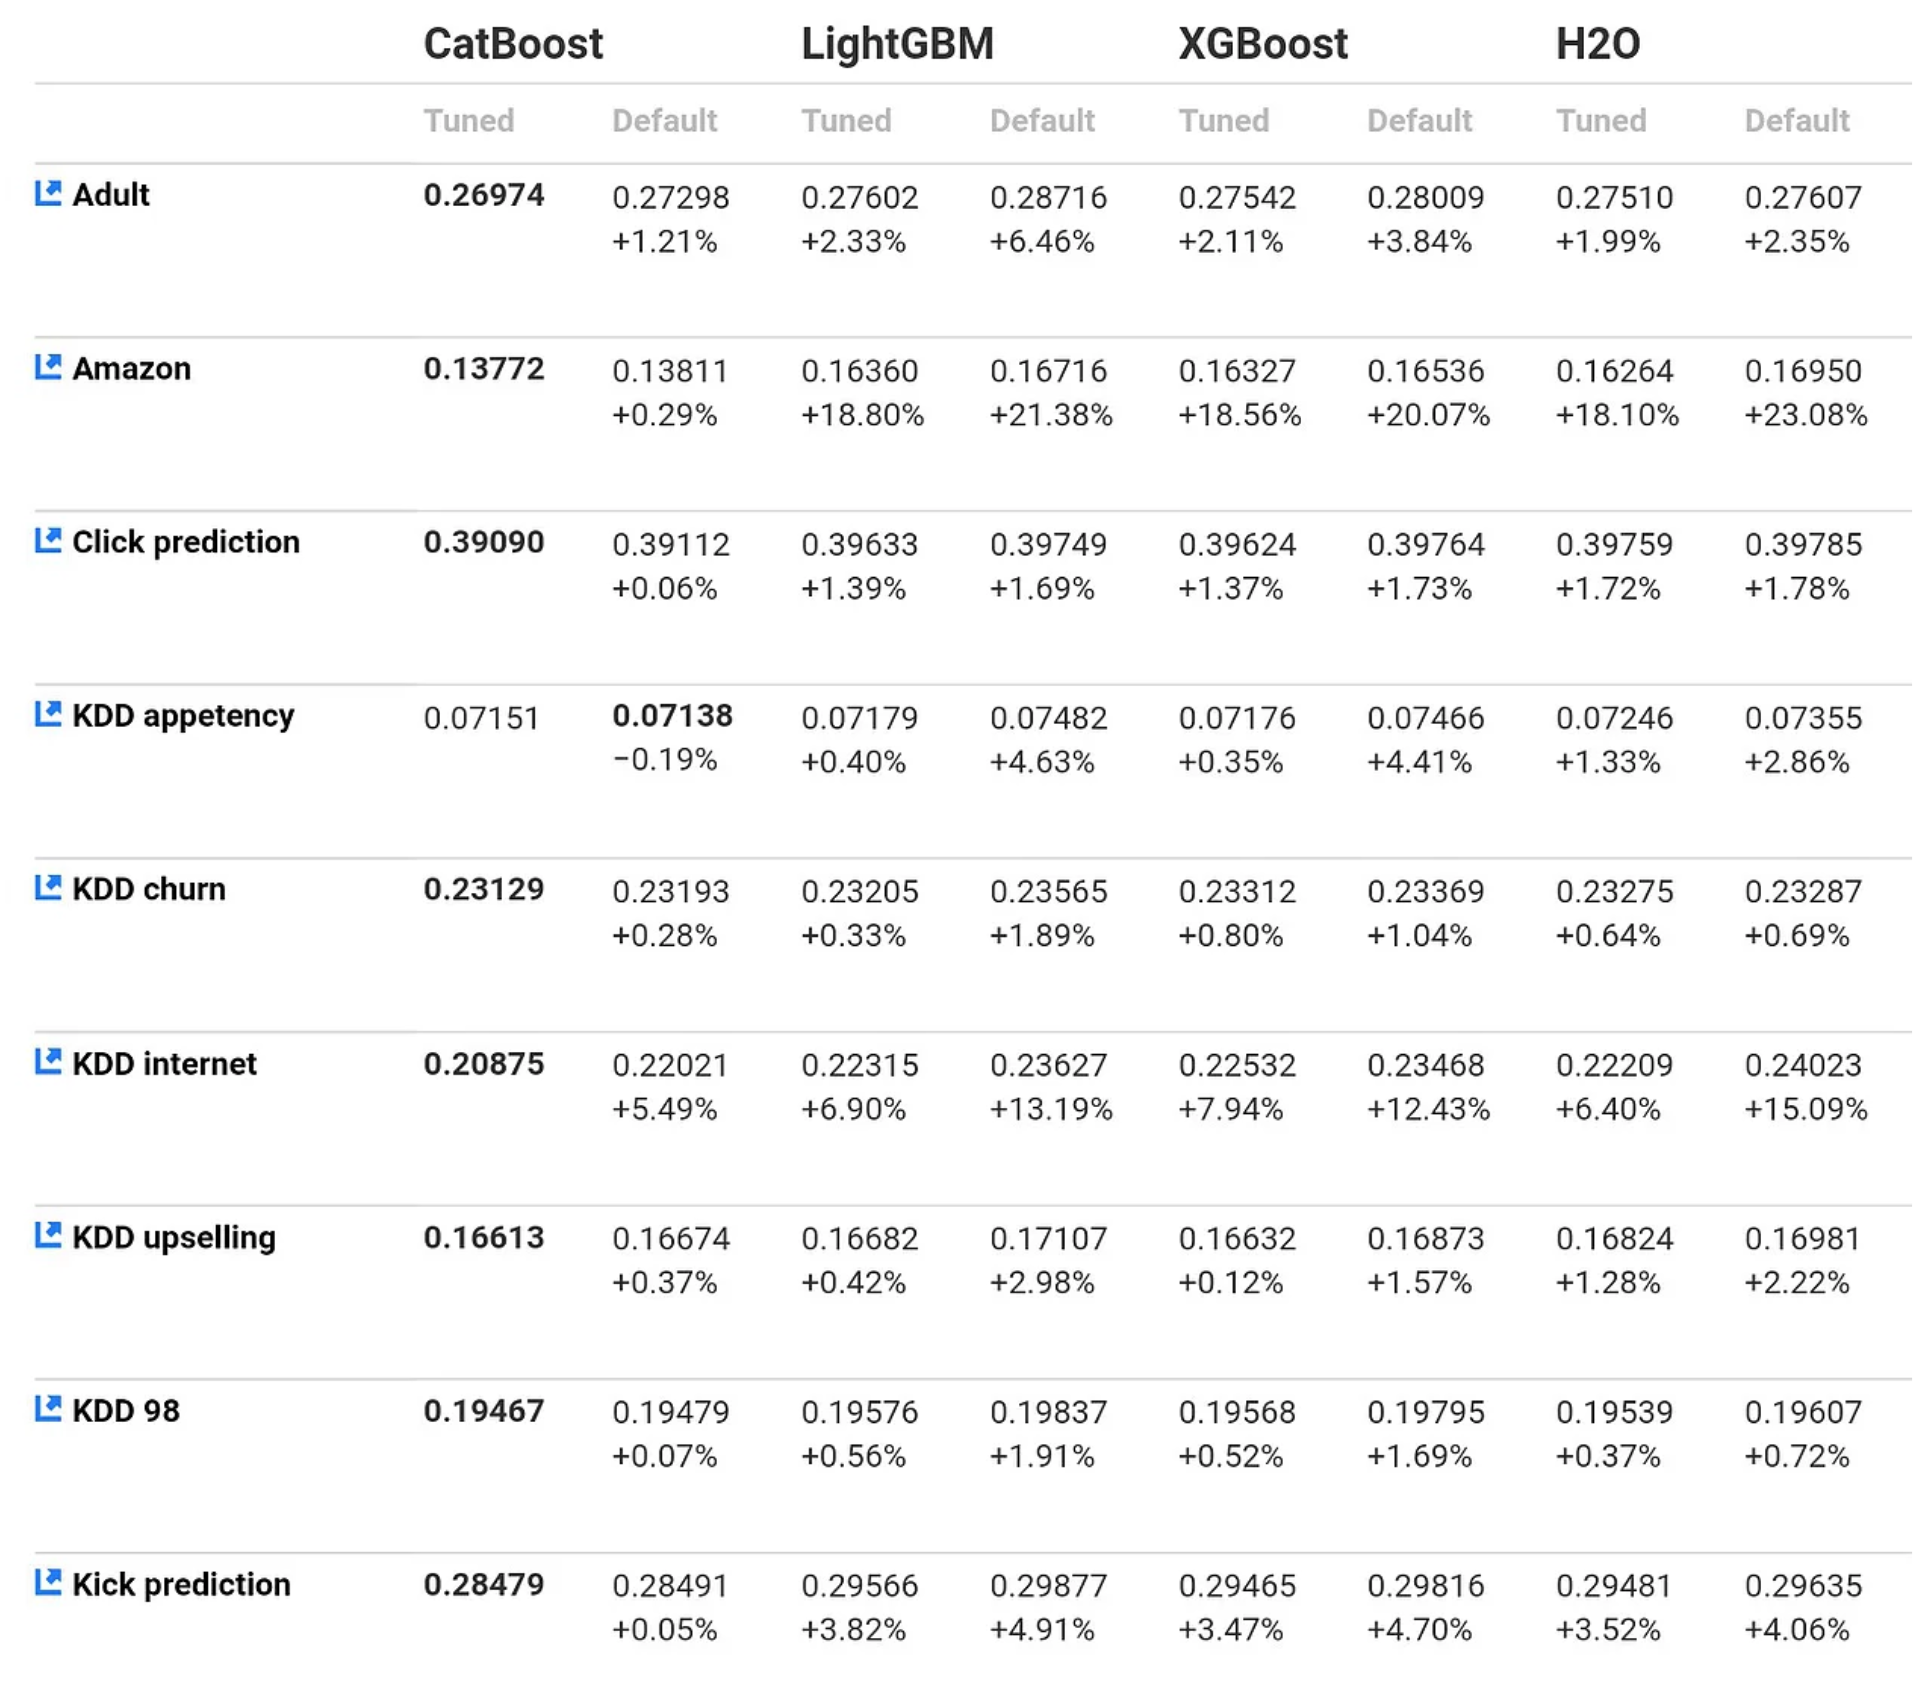 CatBoost LightGBM XGBoost H2O
Tuned Default Tuned Default Tuned Default Tuned Default
Adult 0.26974 0.27298 0.27602 0.28716 0.27542 0.28009 0.27510 0.27607
+1.21% +2.33% +6.46% +2.11% +3.84% +1.99% +2.35%
Amazon 0.13772 0.13811 0.16360 0.16716 0.16327 0.16536 0.16264 0.16950
+0.29% +18.80% +21.38% +18.56% +20.07% +18.10% +23.08%
Click prediction 0.39090 0.39112 0.39633 0.39749 0.39624 0.39764 0.39759 0.39785
+0.06% +1.39% +1.69% +1.37% +1.73% +1.72% +1.78%
KDD appetency 0.07151 0.07138 0.07179 0.07482 0.07176 0.07466 0.07246 0.07355
−0.19% +0.40% +4.63% +0.35% +4.41% +1.33% +2.86%
KDD churn 0.23129 0.23193 0.23205 0.23565 0.23312 0.23369 0.23275 0.23287
+0.28% +0.33% +1.89% +0.80% +1.04% +0.64% +0.69%
KDD internet 0.20875 0.22021 0.22315 0.23627 0.22532 0.23468 0.22209 0.24023
+5.49% +6.90% +13.19% +7.94% +12.43% +6.40% +15.09%
KDD upselling 0.16613 0.16674 0.16682 0.17107 0.16632 0.16873 0.16824 0.16981
+0.37% +0.42% +2.98% +0.12% +1.57% +1.28% +2.22%
KDD 98 0.19467 0.19479 0.19576 0.19837 0.19568 0.19795 0.19539 0.19607
+0.07% +0.56% +1.91% +0.52% +1.69% +0.37% +0.72%
Kick prediction 0.28479 0.28491 0.29566 0.29877 0.29465 0.29816 0.29481 0.29635
+0.05% +3.82% +4.91% +3.47% +4.70% +3.52% +4.06%